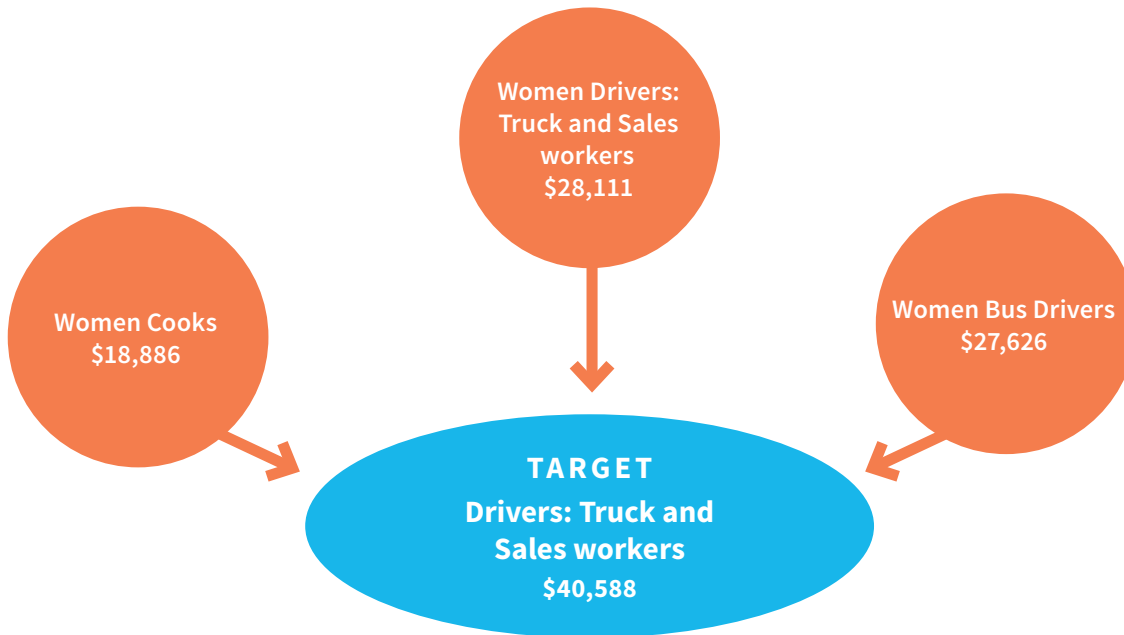 Women Drivers:
Truck and Sales
workers
$28,111
Women Cooks
$18,886
Women Bus Drivers
$27,626
TARGET
Drivers: Truck and
Sales workers
$40,588